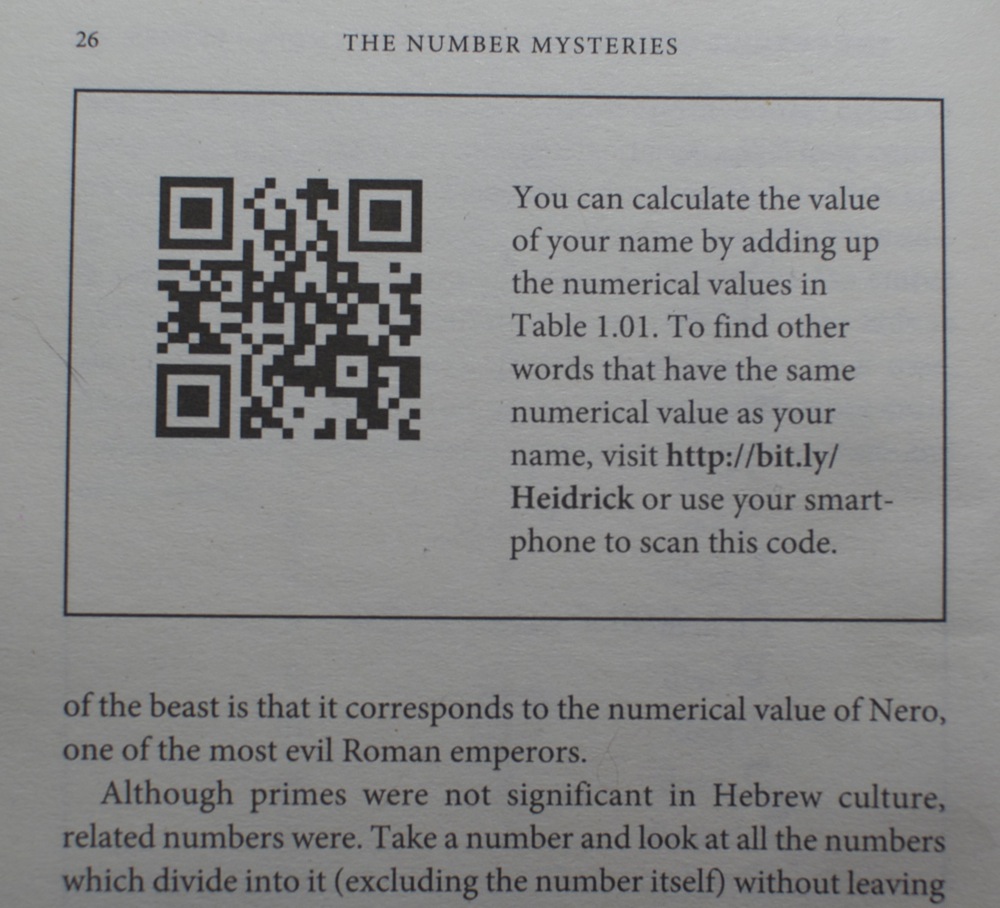 26
THE NUMBER MYSTERIES
You can calculate the value
of your name by adding up
the numerical values in
Table 1.01. To find other
words that have the same
numerical value as your
name, visit http://bit.ly/
Heidrick or use your smart-
phone to scan this code.
of the beast is that it corresponds to the numerical value of Nero,
one of the most evil Roman emperors.
Although primes were not significant in Hebrew culture,
related numbers were. Take a number and look at all the numbers
which divide into it (excluding the number itself) without leaving